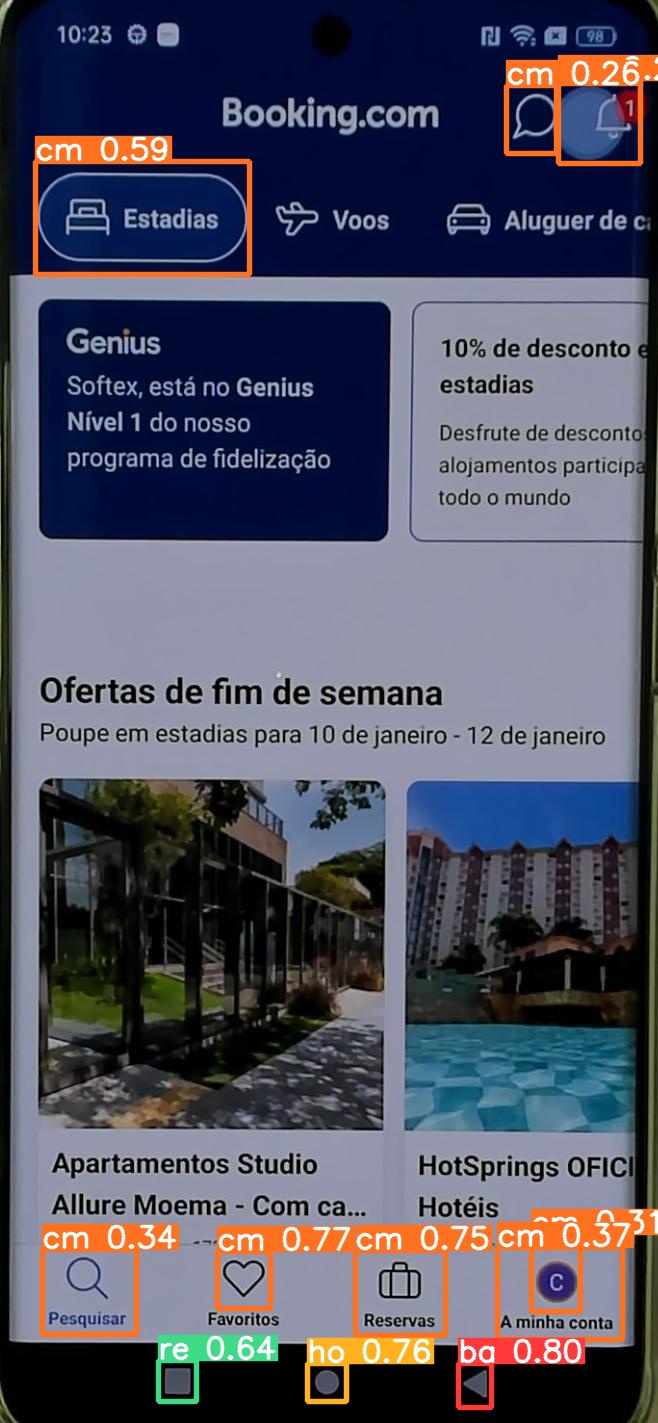 10:23
98
cm 0.26
Booking.com
1
cm 0.59
Estadias
Voos
Aluguer de ca
Genius
Softex, está no Genius
Nível 1 do nosso
programa de fidelização
10% de desconto e
estadias
Desfrute de desconto
alojamentos participa
todo o mundo
Ofertas de fim de semana
Poupe em estadias para 10 de janeiro - 12 de janeiro
Apartamentos Studio
Allure Moema - Com ca...
HotSprings OFICI
Hotéis
cm 0.34
cm 0.77
cm 0.75
cm 0.37
C
Pesquisar
Favoritos
Reservas
A minha conta
re 0.64
ho 0.76
ba 0.80